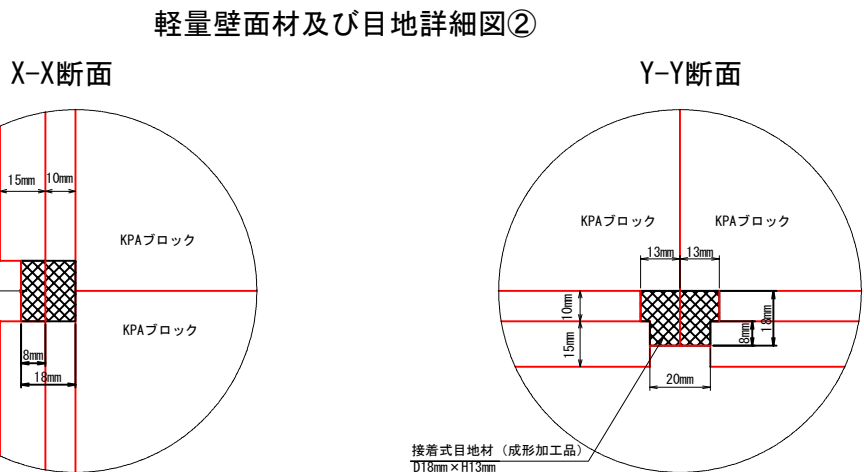 軽量壁面材及び目地詳細図②
X-X断面
Y-Y断面
15mm
10mm
KPAブロック
KPAブロック
8mm
18mm
KPAブロック
KPAブロック
13mm
13mm
10mm
15mm
8mm
18mm
20mm
接着式目地材（成形加工品）
D18mm×H13mm